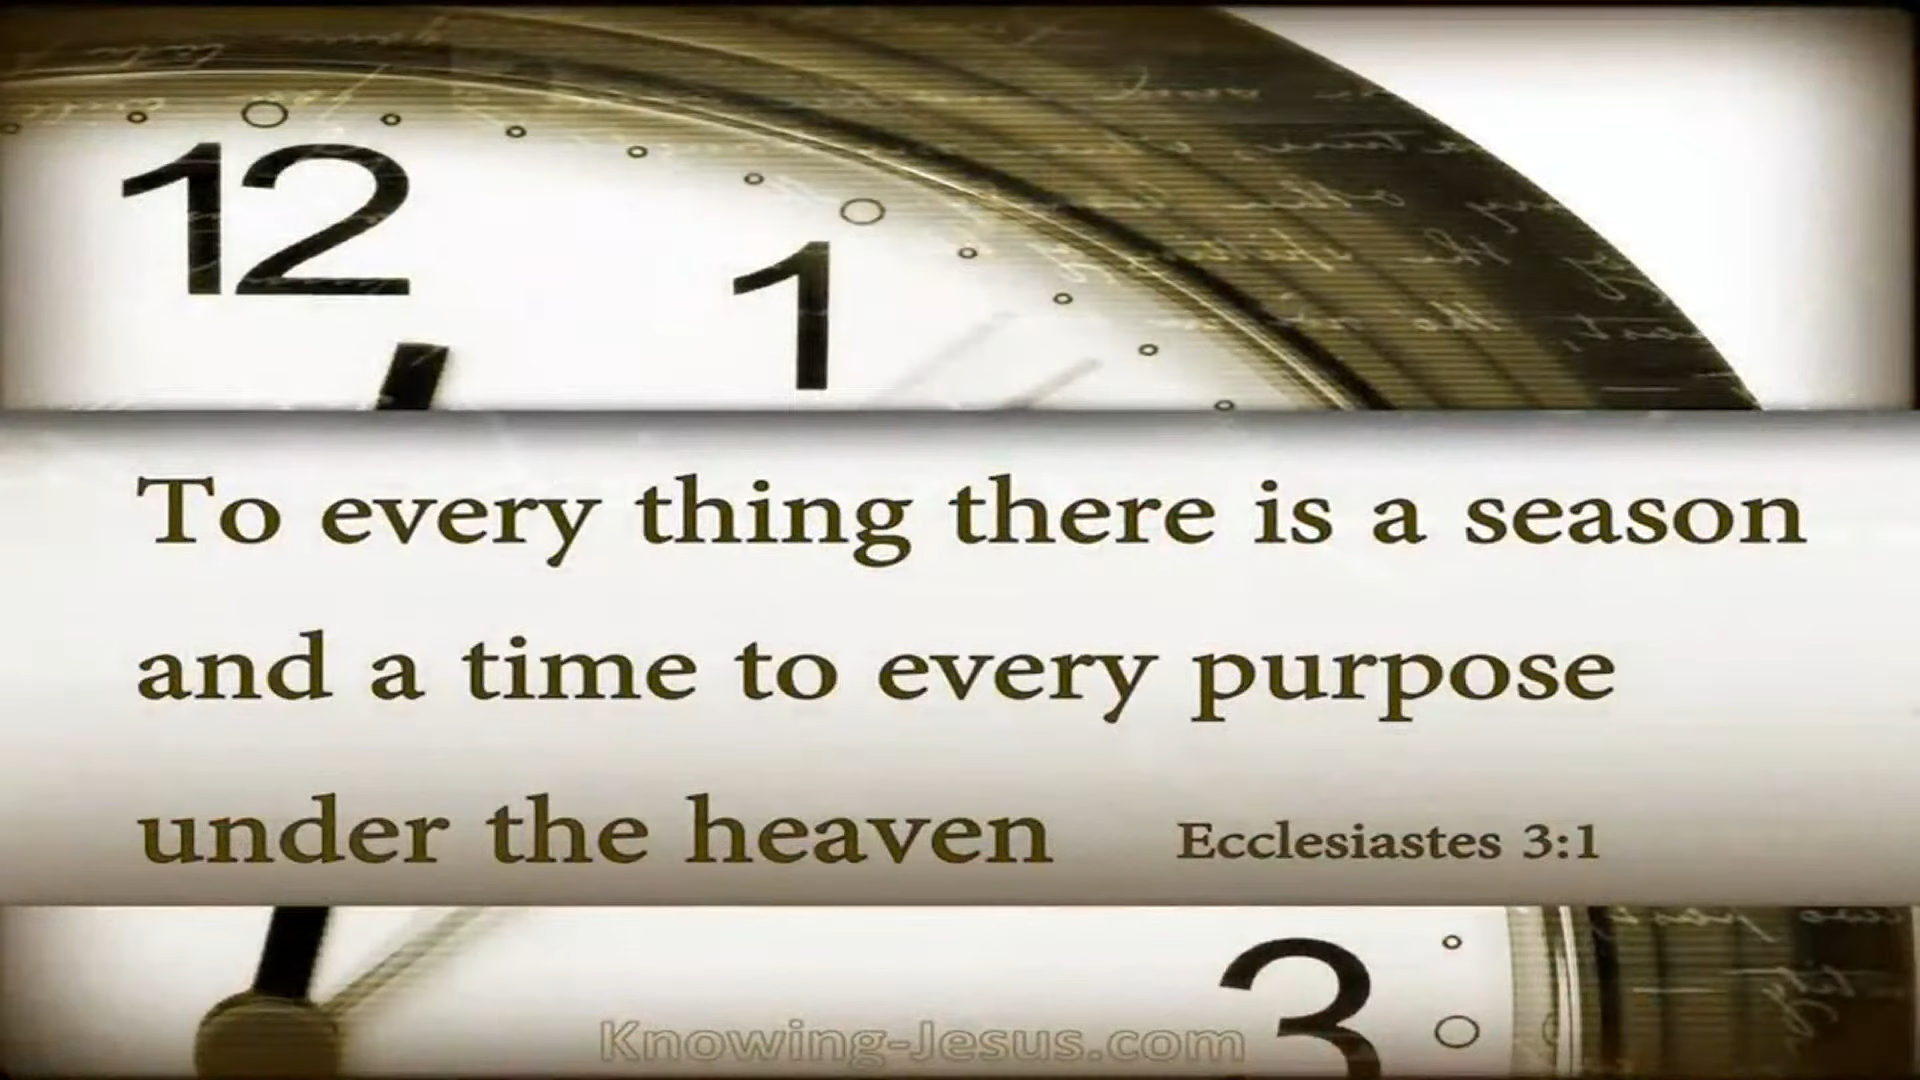 12
1
To every thing there is a season
and a time to every purpose
under the heaven
Ecclesiastes 3:1
3
Knowing-Jesus.com